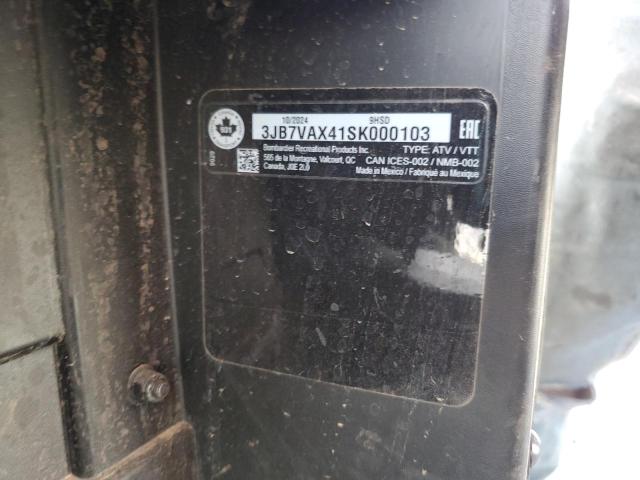 10/2024 9HSD
3JB7VAX41SK000103
EAC
Bombardier Recreational Products Inc. TYPE: ATV / VTT
565 de la Montagne, Valcourt, QC CAN ICES-002 / NMB-002
Canada, J0E 2L0 Made in Mexico / Fabriqué au Mexique